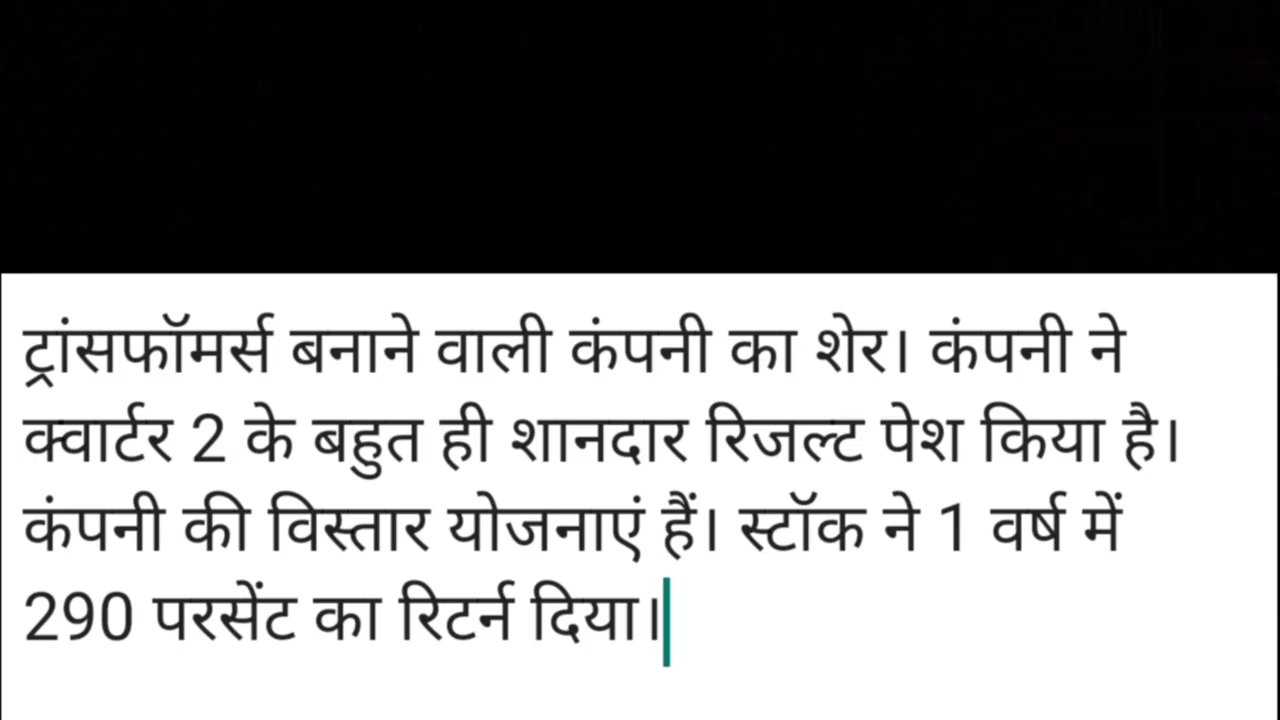 ट्रांसफॉमर्स बनाने वाली कंपनी का शेर। कंपनी ने
क्वार्टर 2 के बहुत ही शानदार रिजल्ट पेश किया है।
कंपनी की विस्तार योजनाएं हैं। स्टॉक ने 1 वर्ष में
290 परसेंट का रिटर्न दिया।